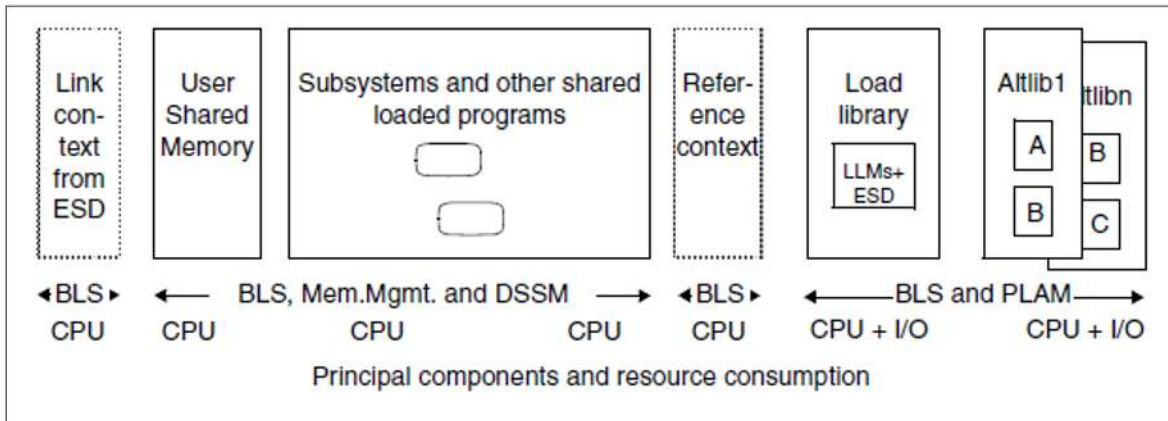 Link
con-
text
from
ESD
User
Shared
Memory
Subsystems and other shared
loaded programs
Refer-
ence
context
Load
library
LLMs+
ESD
Altlib1
A
B
ltlibn
B
C
BLS
BLS, Mem.Mgmt. and DSSM
BLS
BLS and PLAM
CPU
CPU
CPU
CPU
CPU
CPU + I/O
CPU + I/O
Principal components and resource consumption